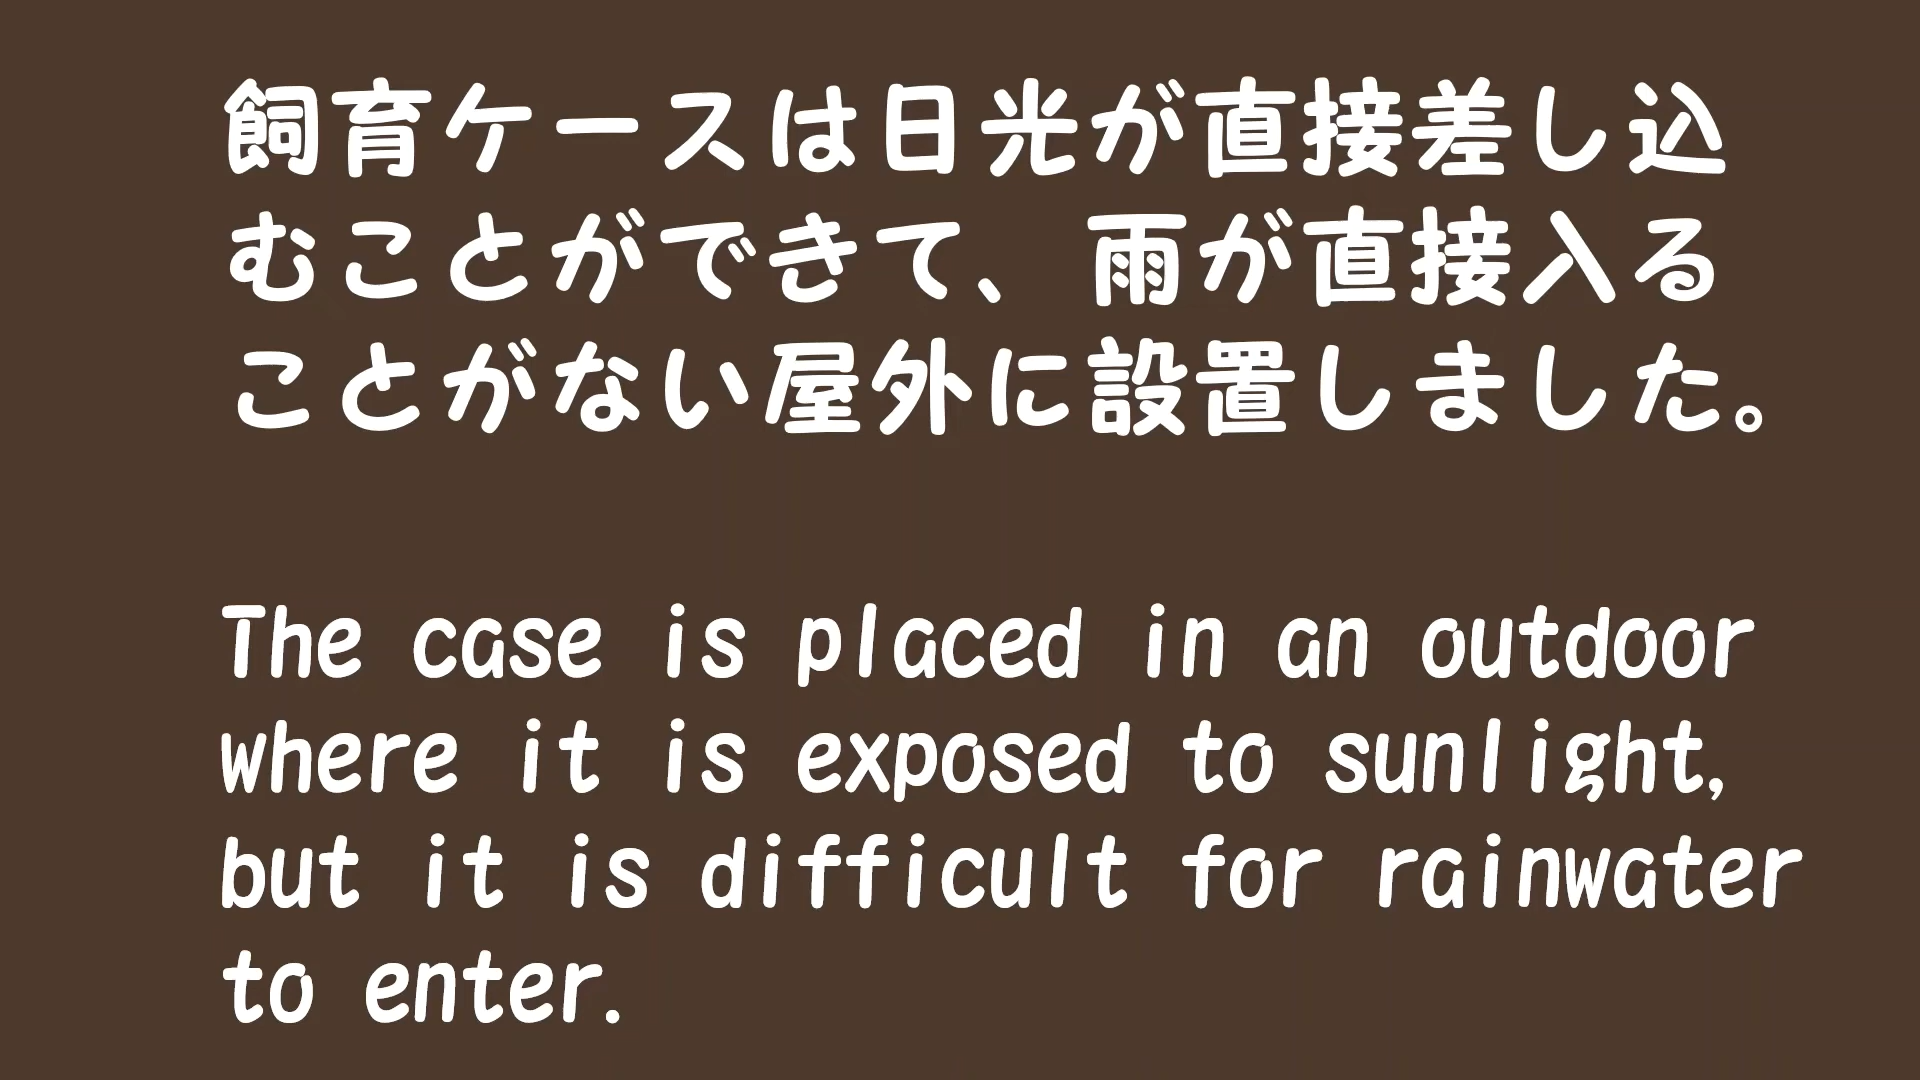 飼育ケースは日光が直接差し込
むことができて、雨が直接入る
ことがない屋外に設置しました。
The case is placed in an outdoor
where it is exposed to sunlight,
but it is difficult for rainwater
to enter.